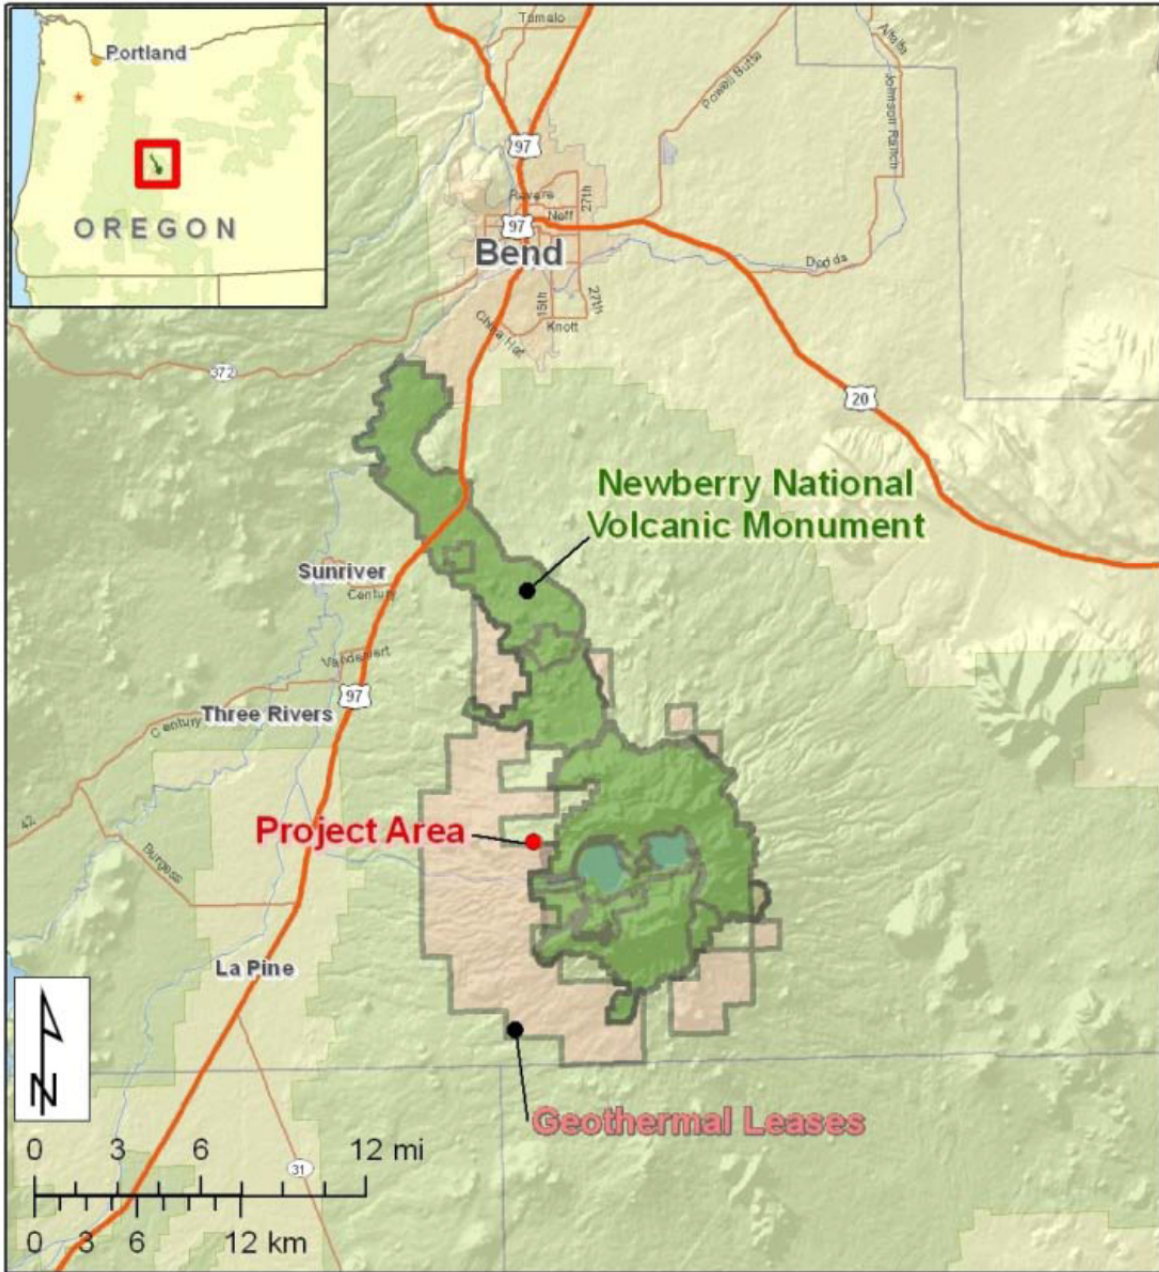 Portland
OREGON
Tumalo
Alfalfa
Powell Butte
Johnson Ranch
97
27th
97
Neff
Bend
Dodds
15th
27th
China Hat
Knott
372
20
Newberry National
Volcanic Monument
Sunriver
Century
Vandevert
97
Three Rivers
Century
42
Project Area
Burgess
La Pine
N
Geothermal Leases
0 3 6 12 mi
31
0 3 6 12 km